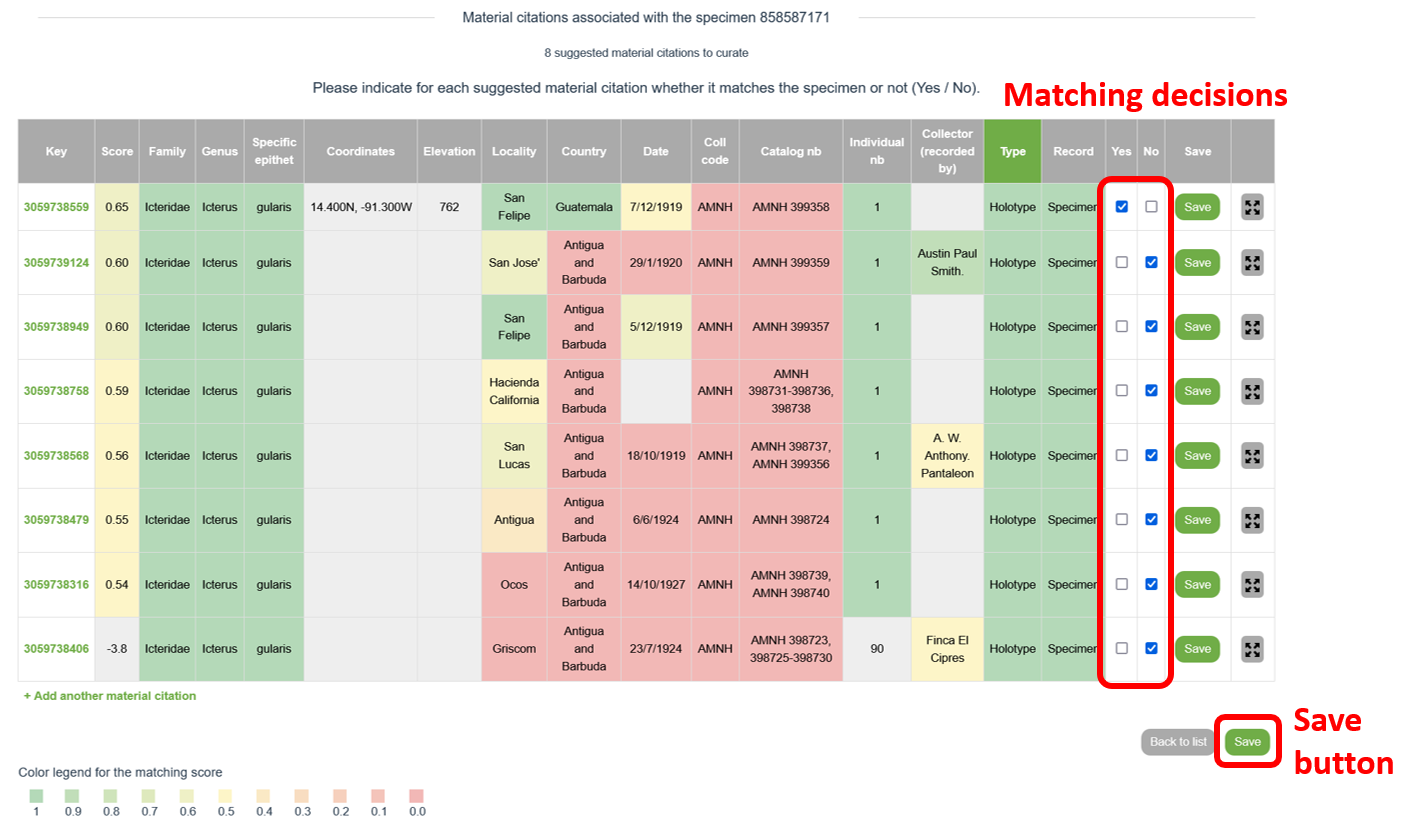 Material citations associated with the specimen 858587171
8 suggested material citations to curate
Please indicate for each suggested material citation whether it matches the specimen or not (Yes / No).
Matching decisions
Key Score Family Genus Specific epithet Coordinates Elevation Locality Country Date Coll code Catalog nb Individual nb Collector (recorded by) Type Record Yes No Save
3059738559 0.65 Icteridae Icterus gularis 14.400N, -91.300W 762 San Felipe Guatemala 7/12/1919 AMNH AMNH 399358 1 Holotype Specimen Save
3059739124 0.60 Icteridae Icterus gularis San Jose' Antigua and Barbuda 29/1/1920 AMNH AMNH 399359 1 Austin Paul Smith. Holotype Specimen Save
3059738949 0.60 Icteridae Icterus gularis San Felipe Antigua and Barbuda 5/12/1919 AMNH AMNH 399357 1 Holotype Specimen Save
3059738758 0.59 Icteridae Icterus gularis Hacienda California Antigua and Barbuda AMNH AMNH 398731-398736, 398738 1 Holotype Specimen Save
3059738568 0.56 Icteridae Icterus gularis San Lucas Antigua and Barbuda 18/10/1919 AMNH AMNH 398737, AMNH 399356 1 A. W. Anthony. Pantaleon Holotype Specimen Save
3059738479 0.55 Icteridae Icterus gularis Antigua Antigua and Barbuda 6/6/1924 AMNH AMNH 398724 1 Holotype Specimen Save
3059738316 0.54 Icteridae Icterus gularis Ocos Antigua and Barbuda 14/10/1927 AMNH AMNH 398739, AMNH 398740 1 Holotype Specimen Save
3059738406 -3.8 Icteridae Icterus gularis Griscom Antigua and Barbuda 23/7/1924 AMNH AMNH 398723, 398725-398730 90 Finca El Cipres Holotype Specimen Save
+ Add another material citation
Back to list Save
Save
button
Color legend for the matching score
1 0.9 0.8 0.7 0.6 0.5 0.4 0.3 0.2 0.1 0.0